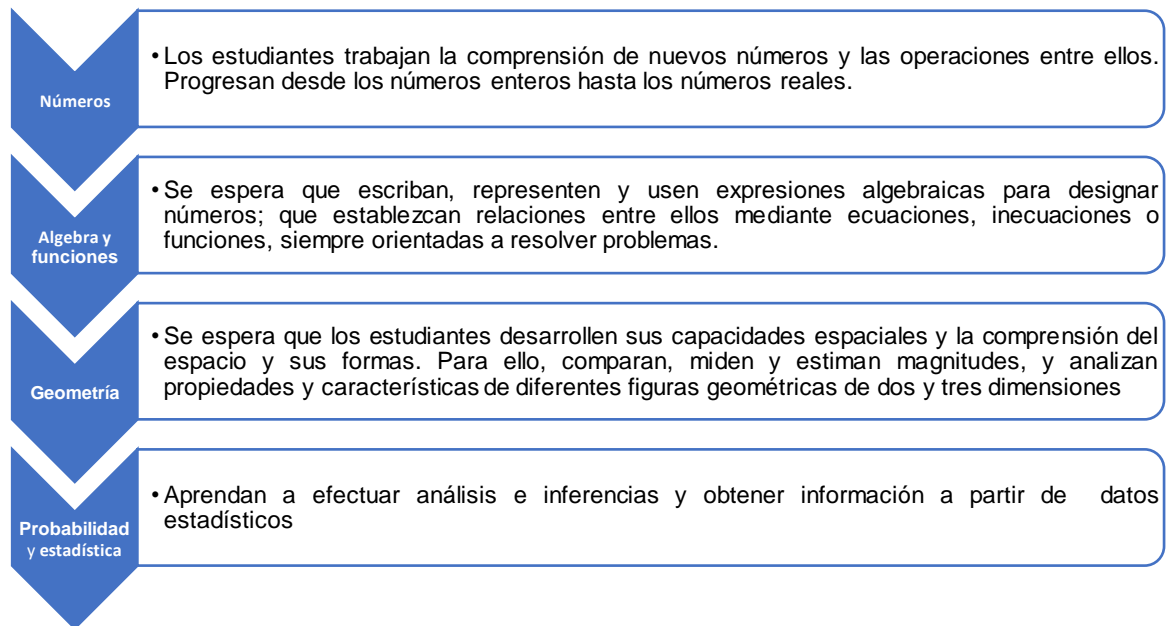 Números
• Los estudiantes trabajan la comprensión de nuevos números y las operaciones entre ellos.
Progresan desde los números enteros hasta los números reales.
Algebra y
funciones
• Se espera que escriban, representen y usen expresiones algebraicas para designar
números; que establezcan relaciones entre ellos mediante ecuaciones, inecuaciones o
funciones, siempre orientadas a resolver problemas.
Geometría
• Se espera que los estudiantes desarrollen sus capacidades espaciales y la comprensión del
espacio y sus formas. Para ello, comparan, miden y estiman magnitudes, y analizan
propiedades y características de diferentes figuras geométricas de dos y tres dimensiones
Probabilidad
y estadística
• Aprendan a efectuar análisis e inferencias y obtener información a partir de datos
estadísticos